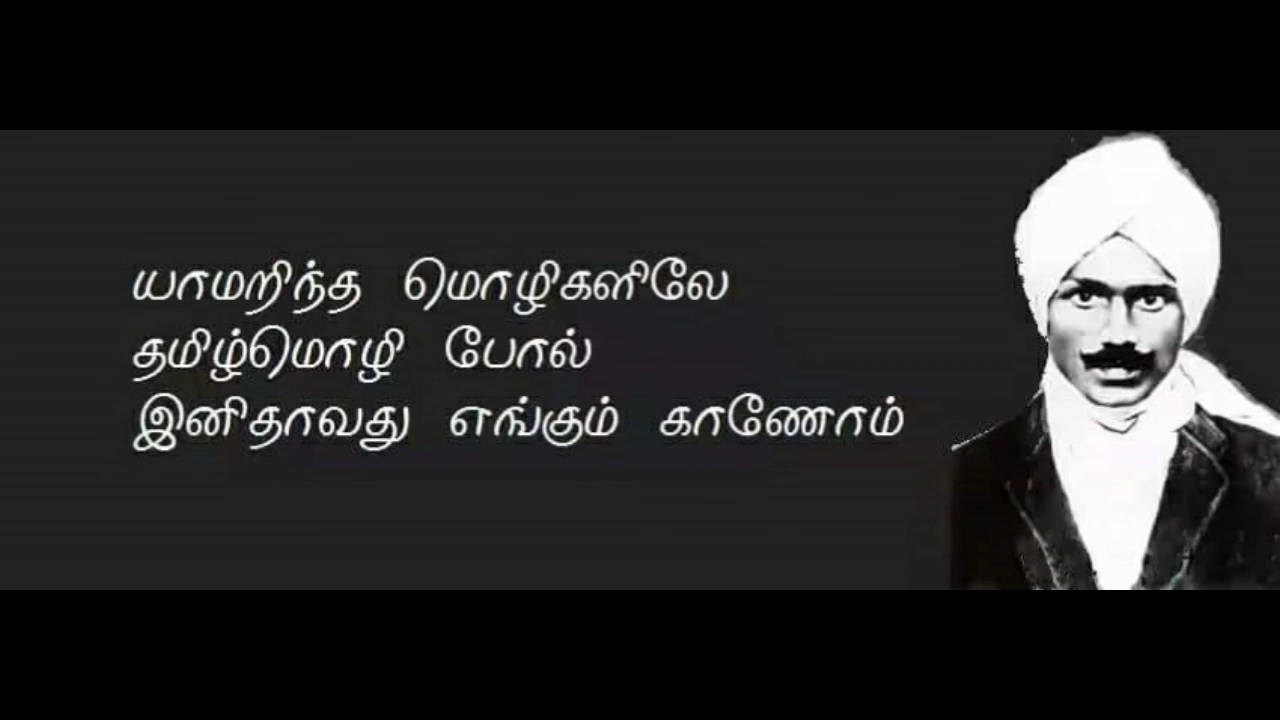 யாமறிந்த மொழிகளிலே
தமிழ்மொழி போல்
இனிதாவது எங்கும் காணோம்